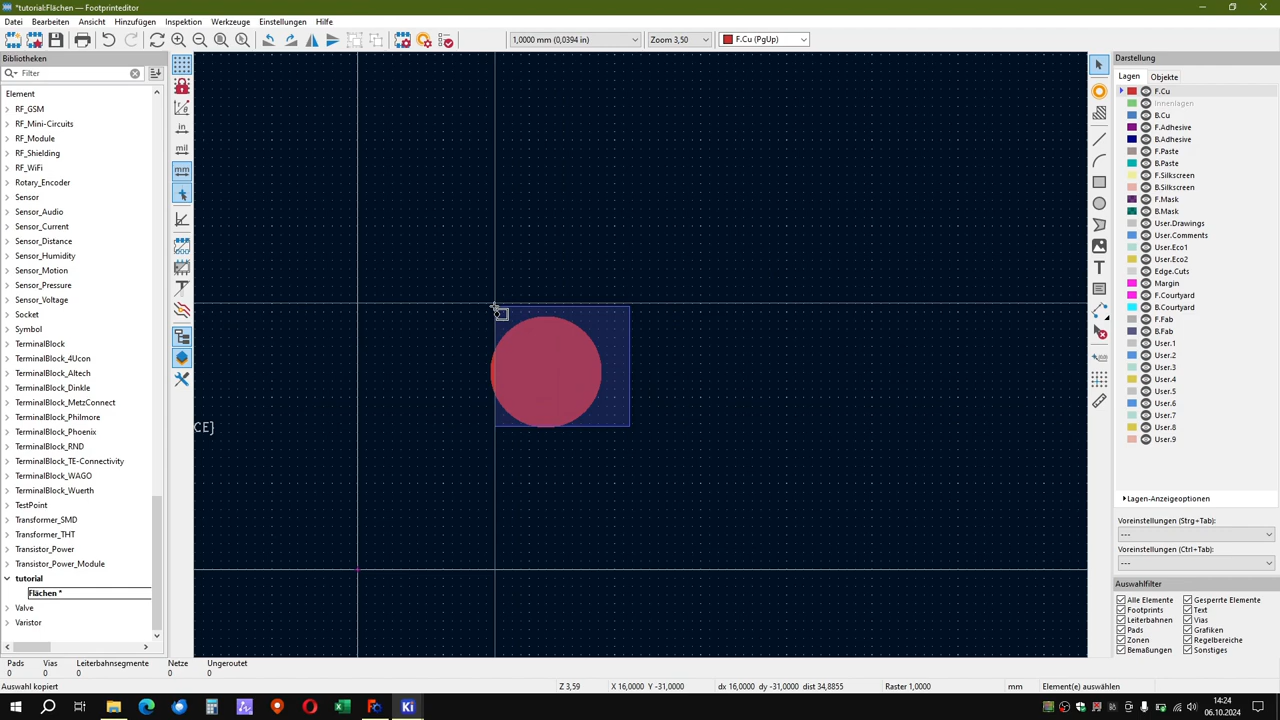 *tutorial:Flächen — Footprinteditor
Datei Bearbeiten Ansicht Hinzufügen Inspektion Werkzeuge Einstellungen Hilfe
1,0000 mm (0,0394 in) Zoom 3,50 F.Cu (PgUp)
Bibliotheken
Filter
Element
RF_GSM
RF_Mini-Circuits
RF_Module
RF_Shielding
RF_WiFi
Rotary_Encoder
Sensor
Sensor_Audio
Sensor_Current
Sensor_Distance
Sensor_Humidity
Sensor_Motion
Sensor_Pressure
Sensor_Voltage
Socket
Symbol
TerminalBlock
TerminalBlock_4Ucon
TerminalBlock_Altech
TerminalBlock_Dinkle
TerminalBlock_MetzConnect
TerminalBlock_Philmore
TerminalBlock_Phoenix
TerminalBlock_RND
TerminalBlock_TE-Connectivity
TerminalBlock_WAGO
TerminalBlock_Wuerth
TestPoint
Transformer_SMD
Transformer_THT
Transistor_Power
Transistor_Power_Module
tutorial
Flächen *
Valve
Varistor
in
mil
mm
CE}
Darstellung
Lagen Objekte
F.Cu
Innenlagen
B.Cu
F.Adhesive
B.Adhesive
F.Paste
B.Paste
F.Silkscreen
B.Silkscreen
F.Mask
B.Mask
User.Drawings
User.Comments
User.Eco1
User.Eco2
Edge.Cuts
Margin
F.Courtyard
B.Courtyard
F.Fab
B.Fab
User.1
User.2
User.3
User.4
User.5
User.6
User.7
User.8
User.9
Lagen-Anzeigeoptionen
Voreinstellungen (Strg+Tab):
---
Voreinstellungen (Ctrl+Tab):
---
Auswahlfilter
Alle Elemente Gesperrte Elemente
Footprints Text
Leiterbahnen Vias
Pads Grafiken
Zonen Regelbereiche
Bemaßungen Sonstiges
Pads Vias Leiterbahnsegmente Netze Ungeroutet
0 0 0 0 0
Auswahl kopiert Z 3,59 X 16,0000 Y -31,0000 dx 16,0000 dy -31,0000 dist 34,8855 Raster 1,0000 mm Element(e) auswählen
Ki
14:24
06.10.2024